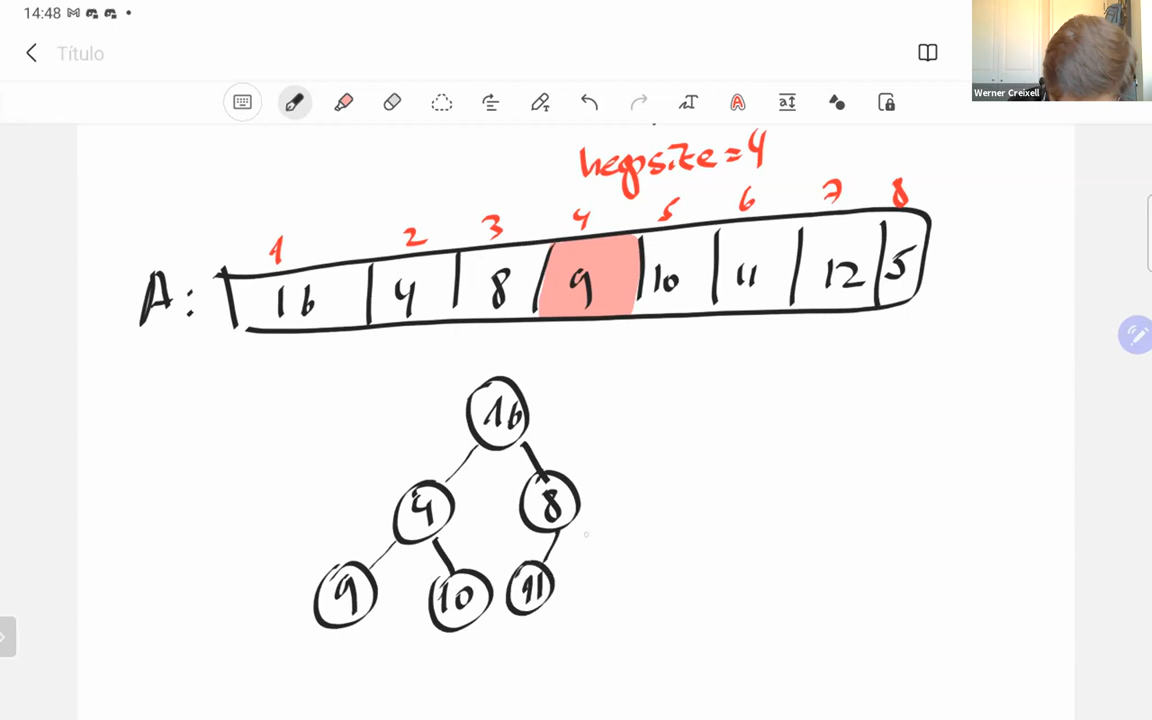 14:48
Título
Werner Creixell
heapsize=4
1 2 3 4 5 6 7 8
A: 16 4 8 9 10 11 12 5
16
4 8
9 10 11